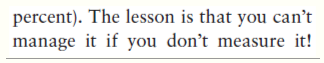 percent). The lesson is that you can’t
manage it if you don’t measure it!